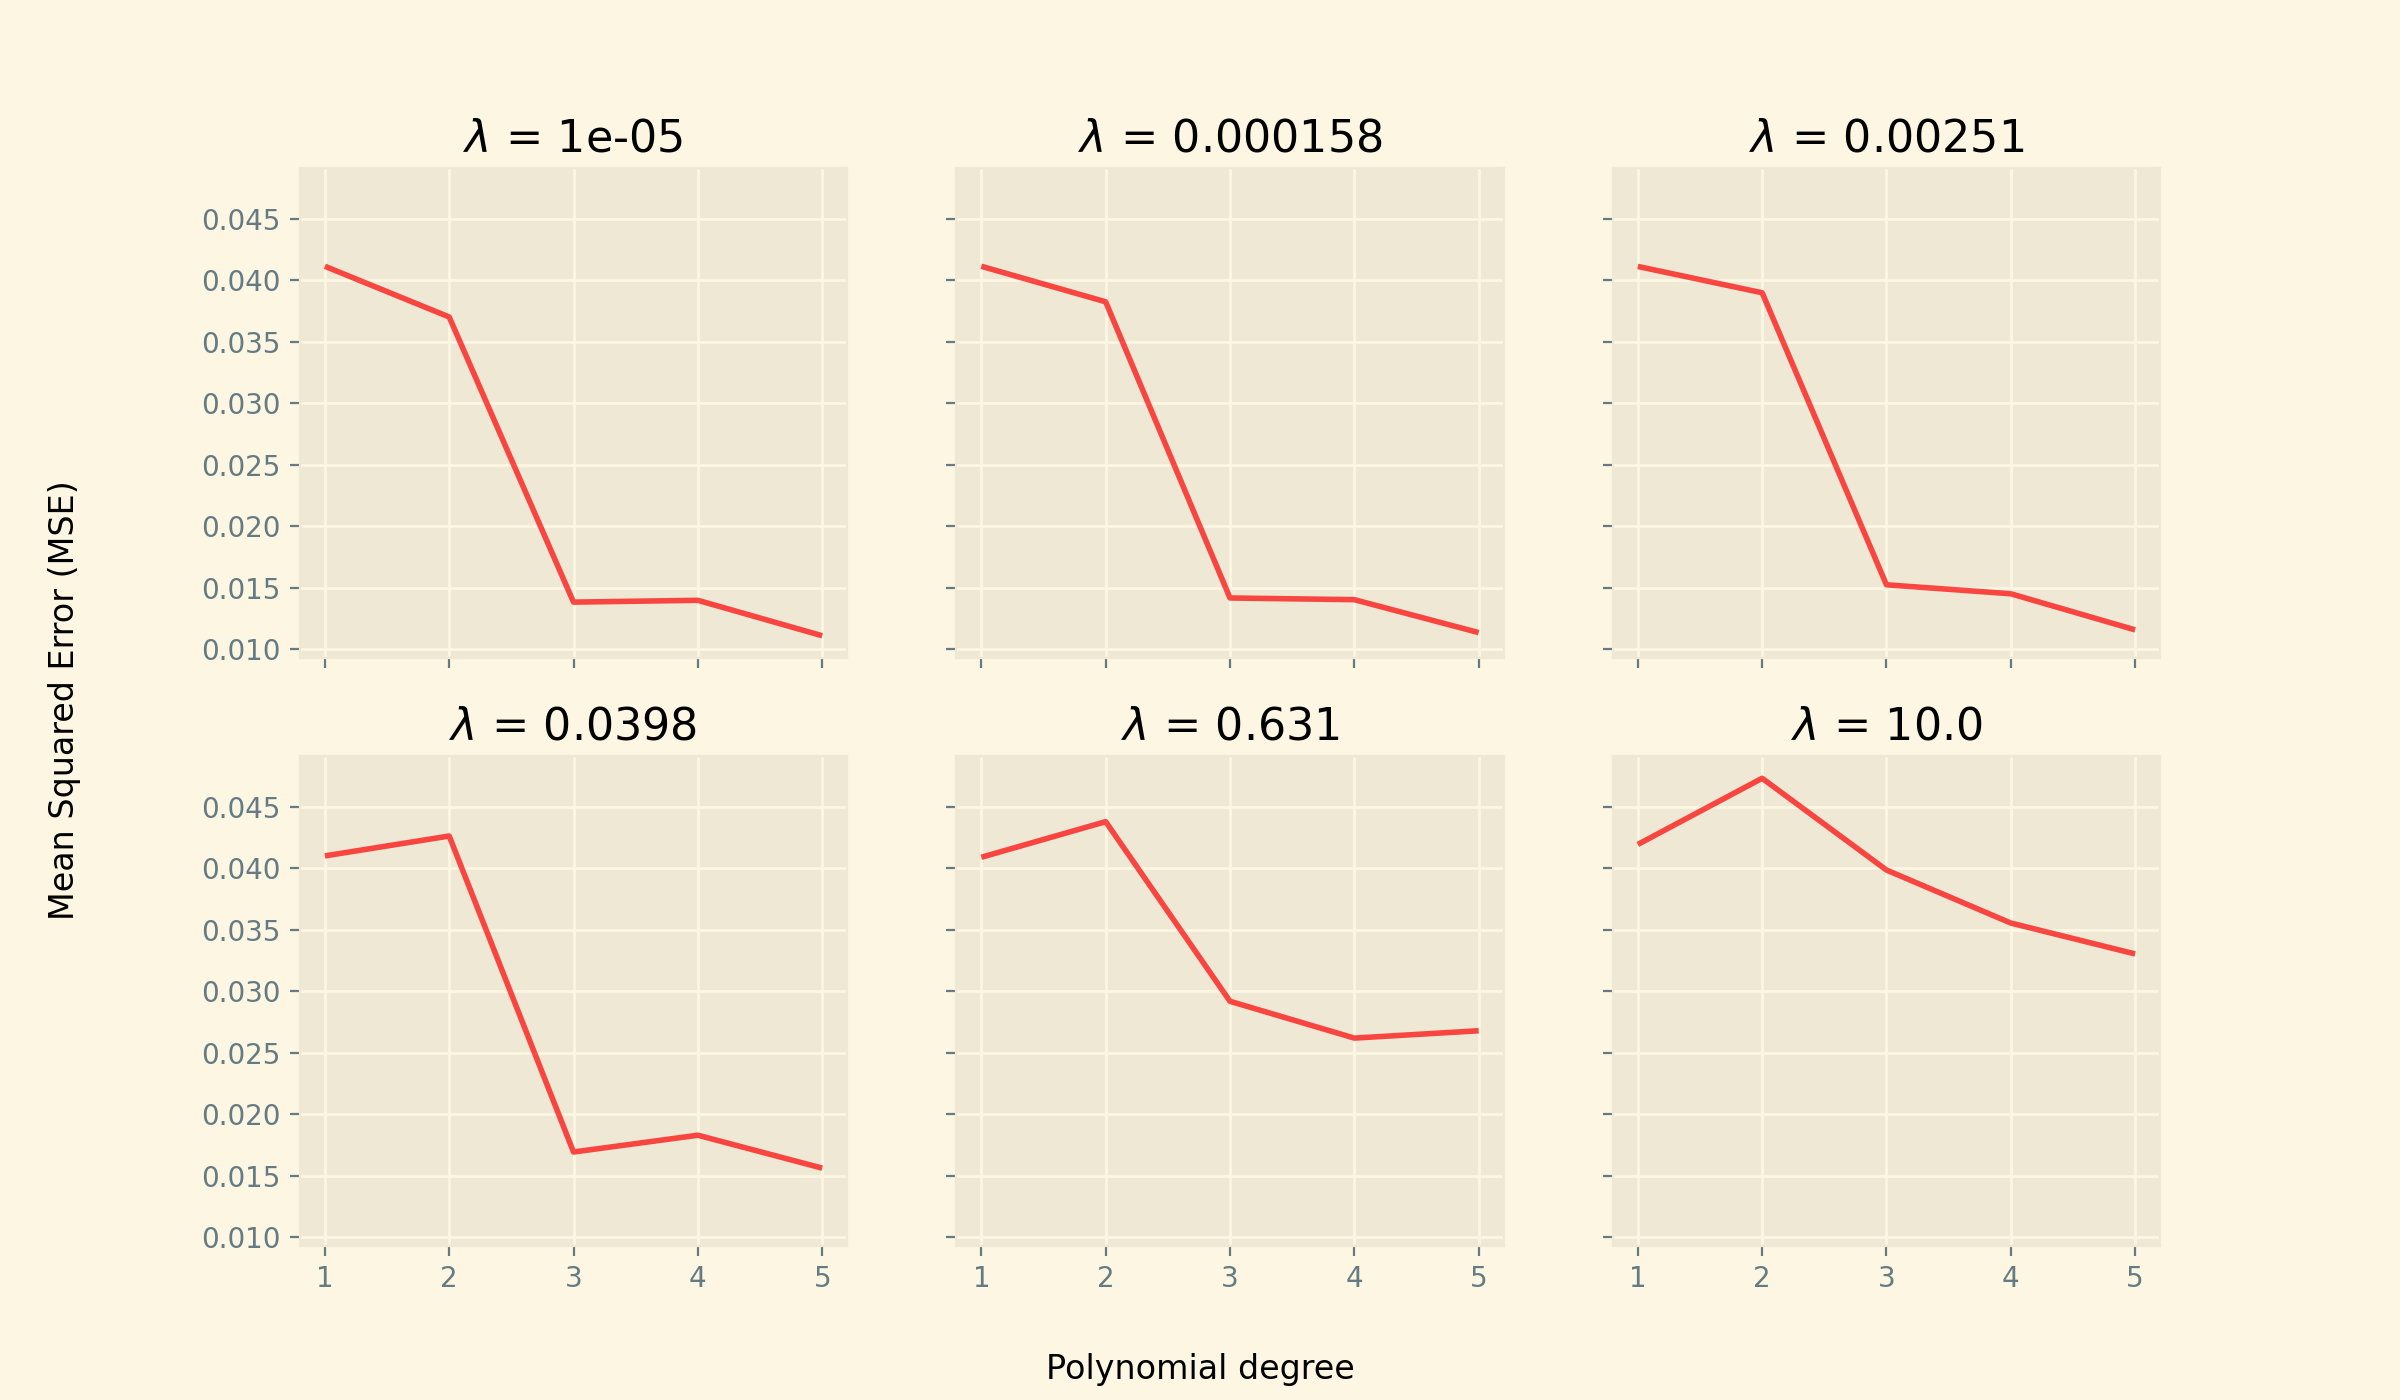 λ = 1e-05
λ = 0.000158
λ = 0.00251
0.045
0.040
0.035
0.030
0.025
0.020
0.015
0.010
λ = 0.0398
λ = 0.631
λ = 10.0
0.045
0.040
0.035
0.030
0.025
0.020
0.015
0.010
1 2 3 4 5
1 2 3 4 5
1 2 3 4 5
Mean Squared Error (MSE)
Polynomial degree